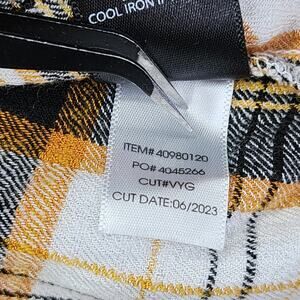 COOL IRON I
ITEM# 40980120
PO# 4045266
CUT#VYG
CUT DATE:06/2023